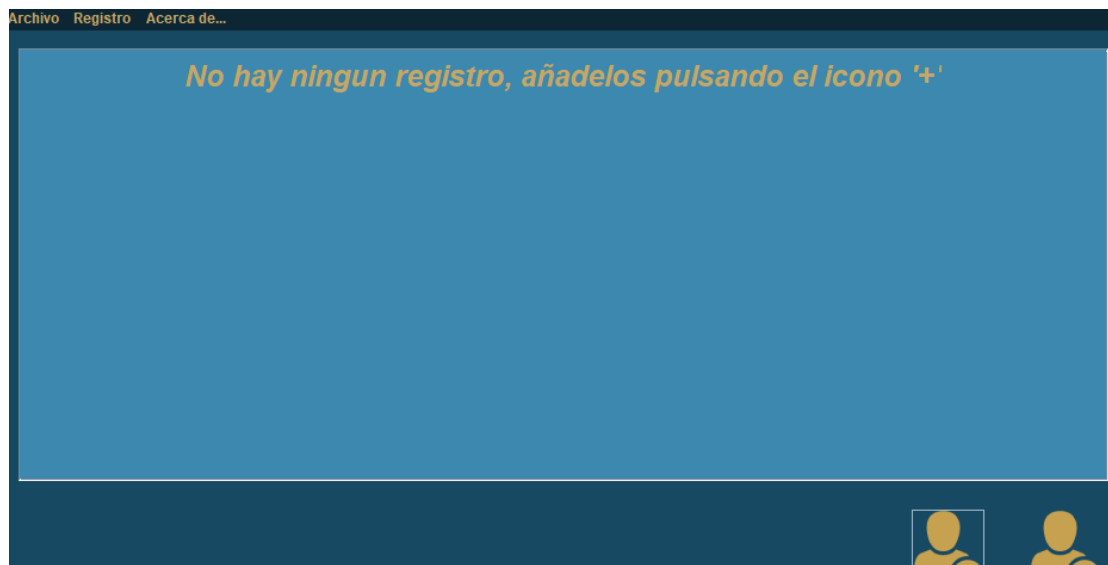 Archivo Registro Acerca de...
No hay ningun registro, añadelos pulsando el icono '+'